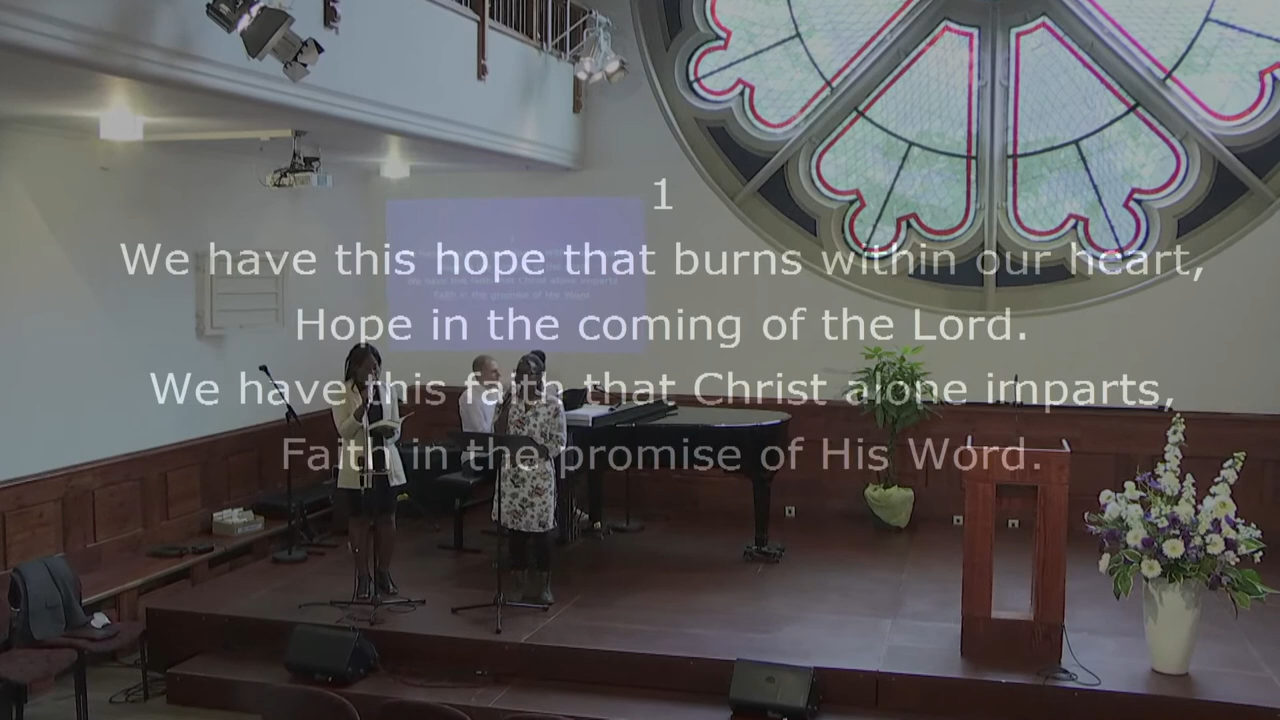 1
We have this hope that burns within our heart,
Hope in the coming of the Lord.
We have this faith that Christ alone imparts,
Faith in the promise of His Word.